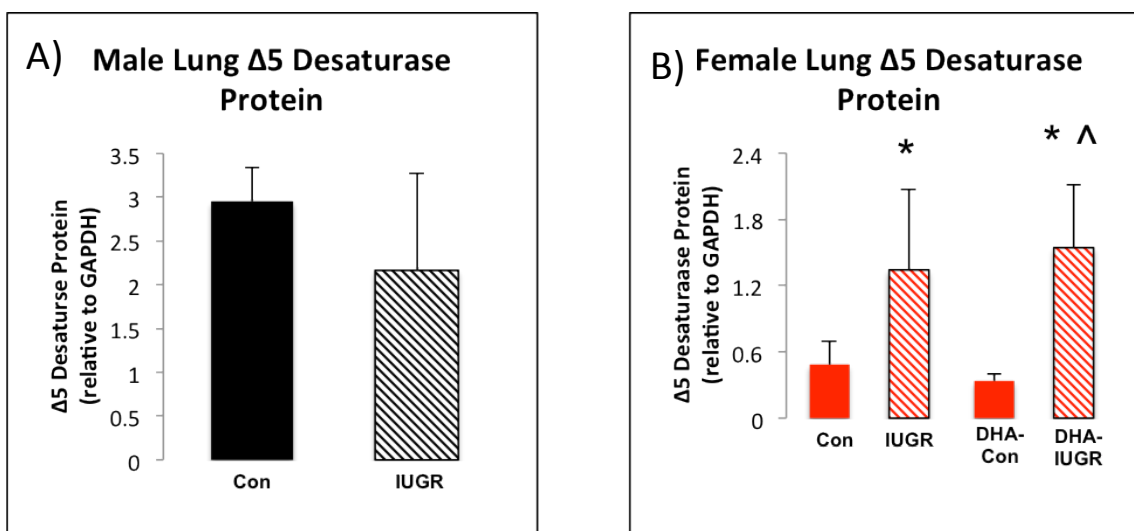 A) Male Lung Δ5 Desaturase
Protein
Δ5 Desaturse Protein
(relative to GAPDH)
3.5
3
2.5
2
1.5
1
0.5
0
Con
IUGR
B) Female Lung Δ5 Desaturase
Protein
Δ5 Desaturaase Protein
(relative to GAPDH)
2.4
1.8
1.2
0.6
0
*
* ^
Con
IUGR
DHA-
Con
DHA-
IUGR